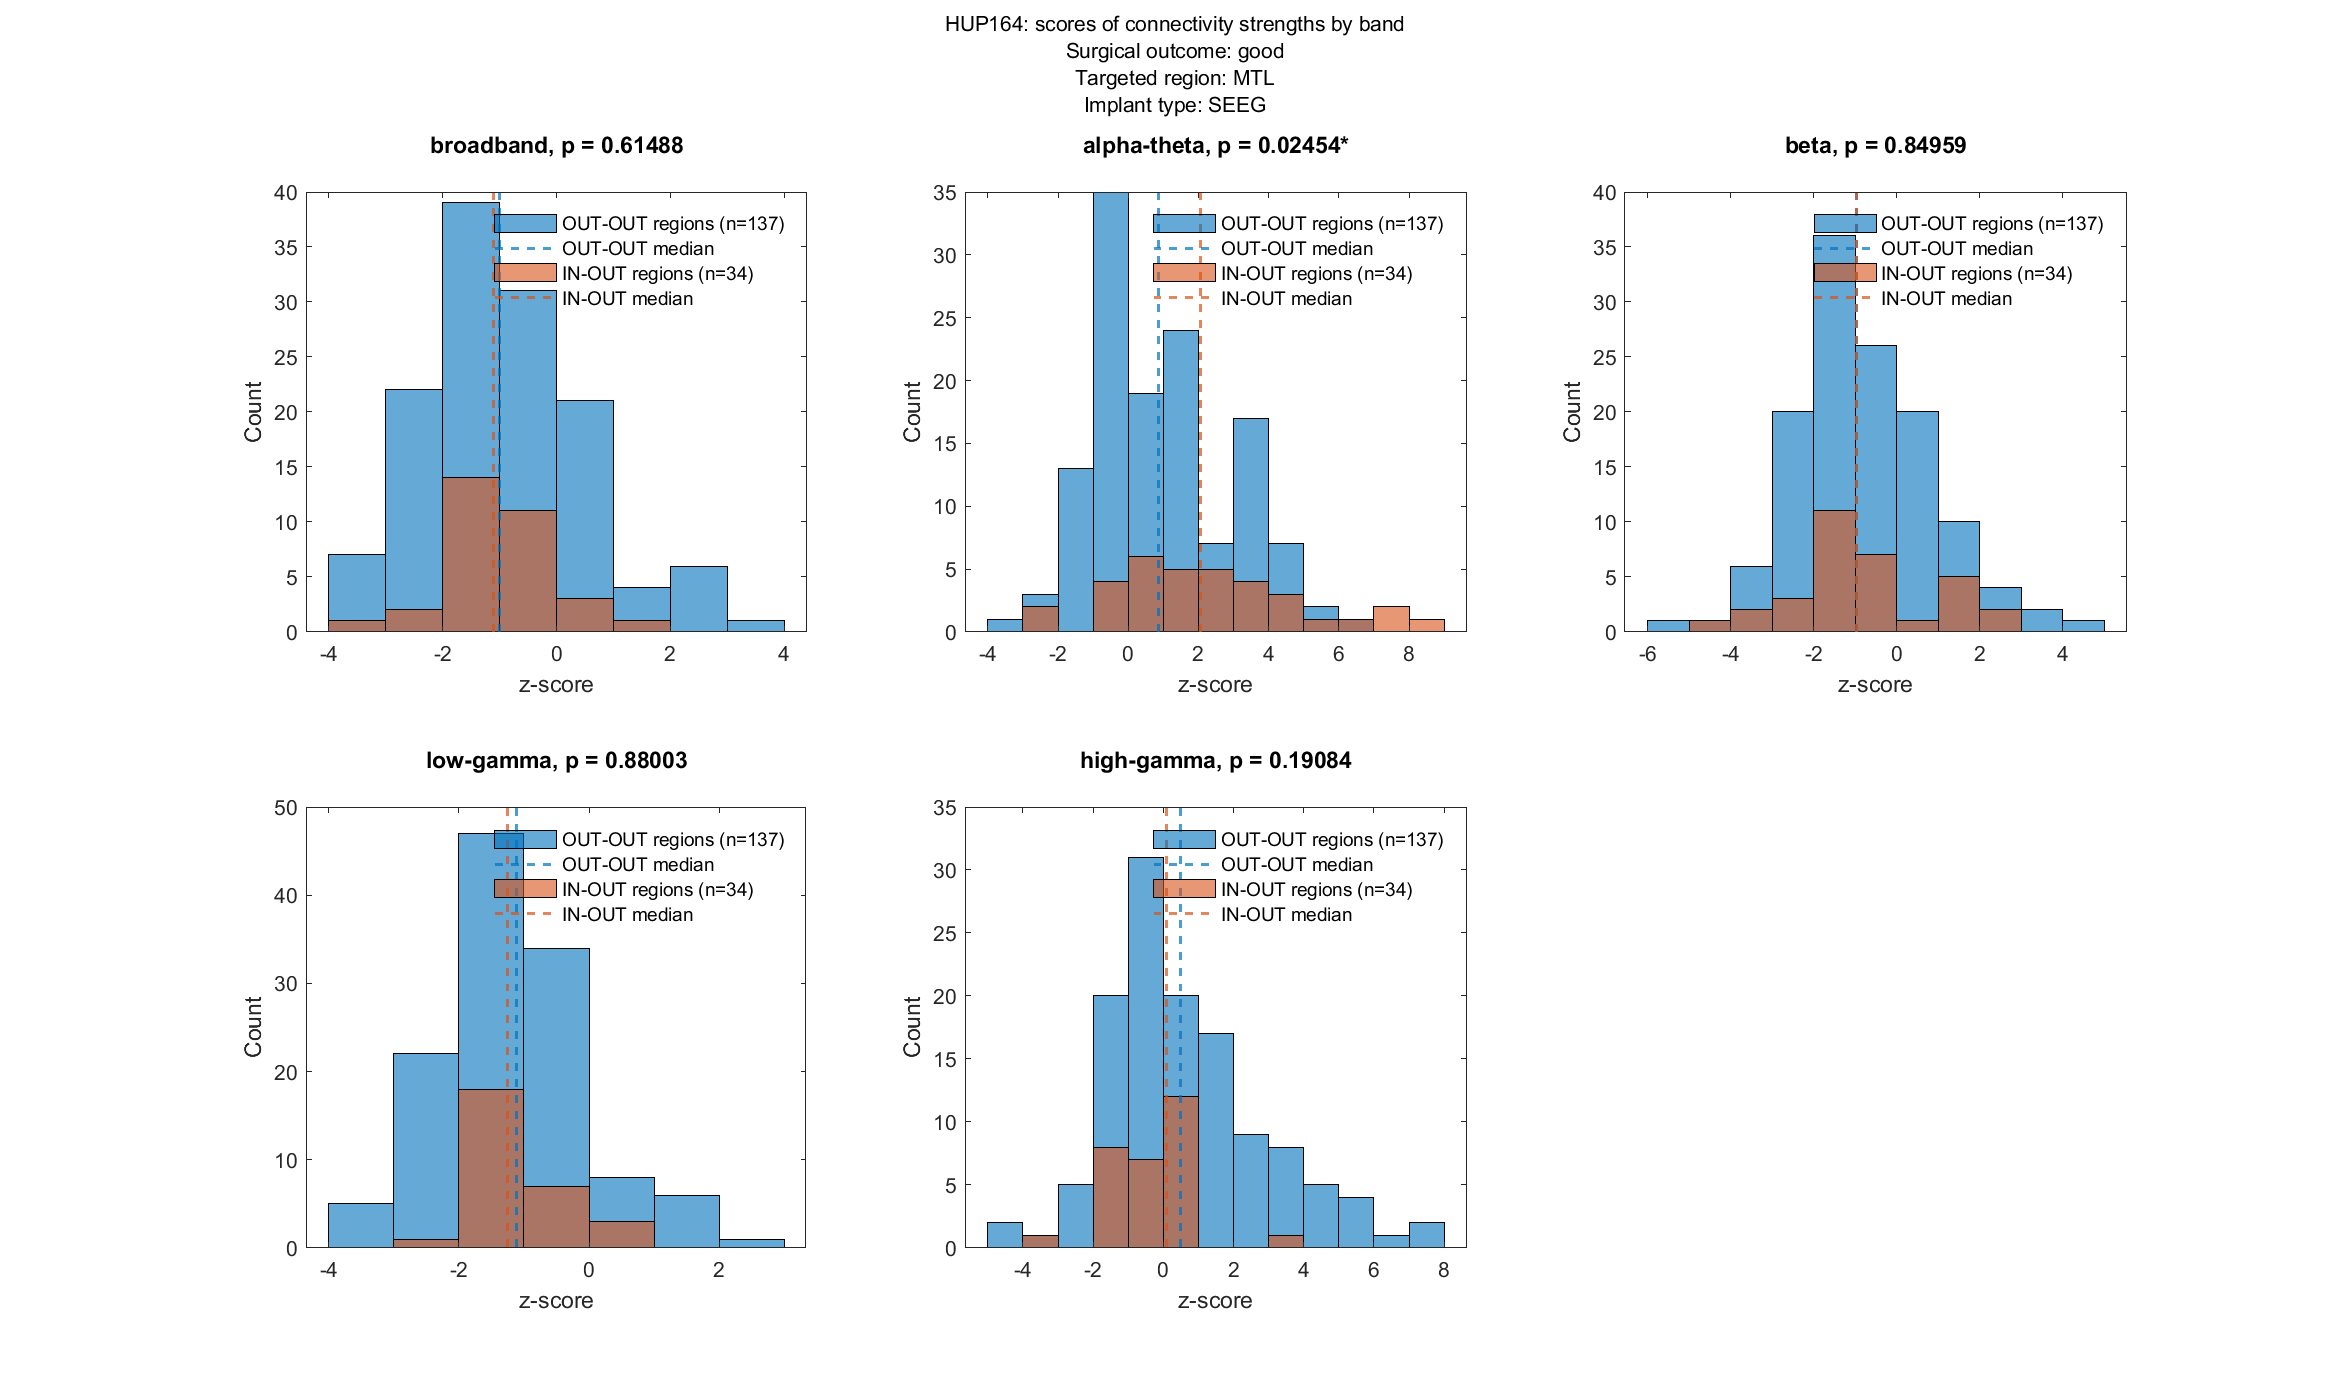 HUP164: scores of connectivity strengths by band
Surgical outcome: good
Targeted region: MTL
Implant type: SEEG
broadband, p = 0.61488
40
35
30
25
20
15
10
5
0
Count
OUT-OUT regions (n=137)
OUT-OUT median
IN-OUT regions (n=34)
IN-OUT median
-4 -2 0 2 4
z-score
alpha-theta, p = 0.02454*
35
30
25
20
15
10
5
0
Count
OUT-OUT regions (n=137)
OUT-OUT median
IN-OUT regions (n=34)
IN-OUT median
-4 -2 0 2 4 6 8
z-score
beta, p = 0.84959
40
35
30
25
20
15
10
5
0
Count
OUT-OUT regions (n=137)
OUT-OUT median
IN-OUT regions (n=34)
IN-OUT median
-6 -4 -2 0 2 4
z-score
low-gamma, p = 0.88003
50
40
30
20
10
0
Count
OUT-OUT regions (n=137)
OUT-OUT median
IN-OUT regions (n=34)
IN-OUT median
-4 -2 0 2
z-score
high-gamma, p = 0.19084
35
30
25
20
15
10
5
0
Count
OUT-OUT regions (n=137)
OUT-OUT median
IN-OUT regions (n=34)
IN-OUT median
-4 -2 0 2 4 6 8
z-score